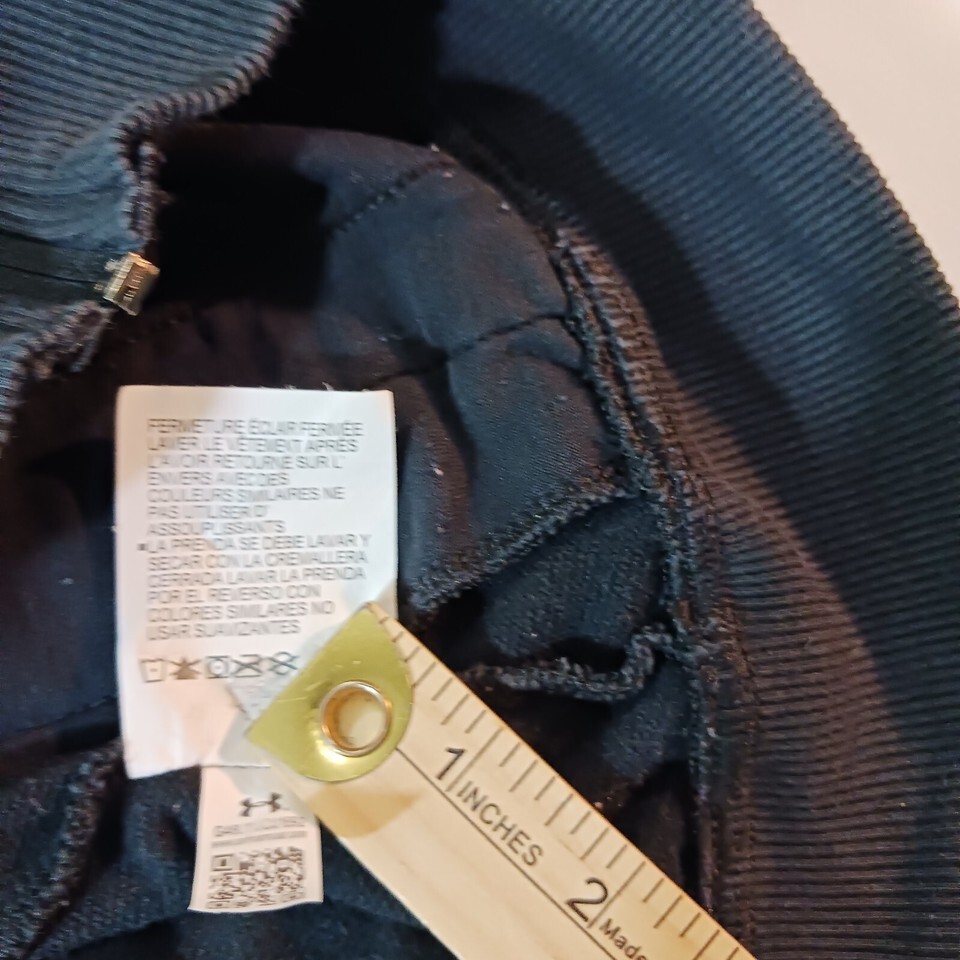 FERMETURE ÉCLAIR FERMÉE
LAVER LE VÊTEMENT APRÈS
L'AVOIR RETOURNÉ SUR L'
ENVERS AVEC DES
COULEURS SIMILAIRES NE
PAS UTILISER D'
ASSOUPLISSANTS
▪LA PRENDA SE DEBE LAVAR Y
SECAR CON LA CREMALLERA
CERRADA LAVAR LA PRENDA
POR EL REVERSO CON
COLORES SIMILARES NO
USAR SUAVIZANTES
1
INCHES
2
Made